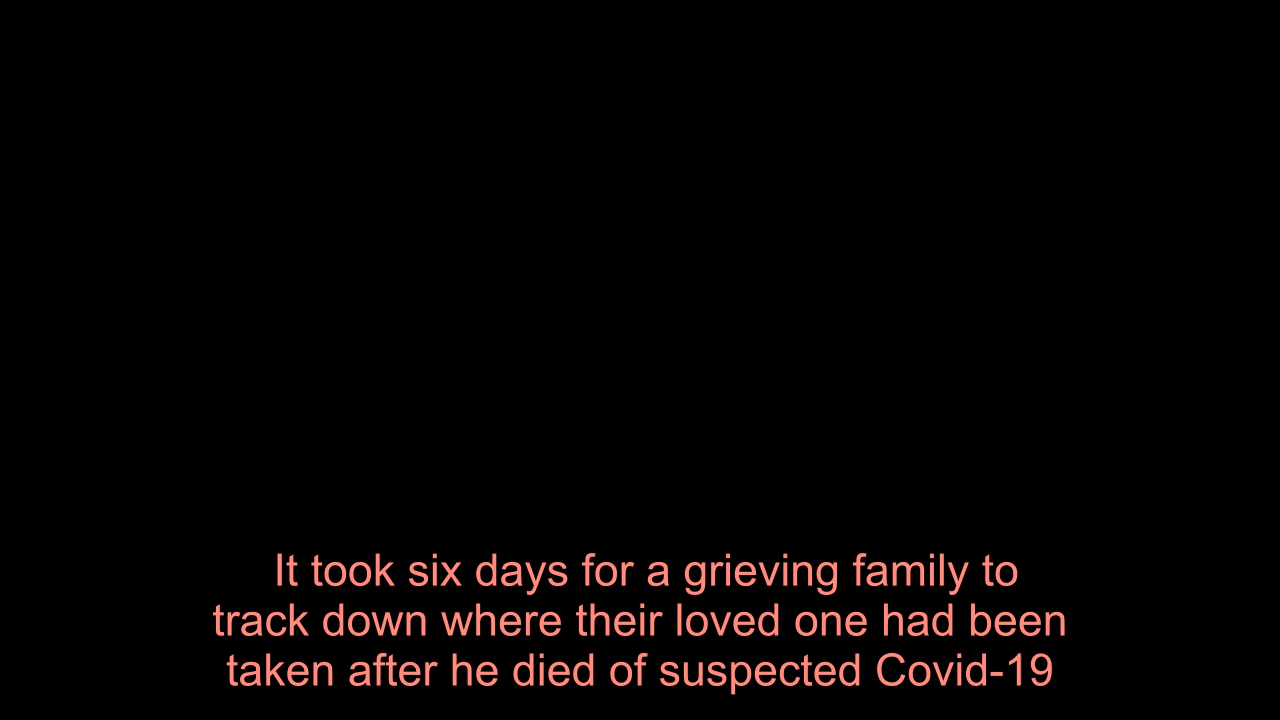 It took six days for a grieving family to
track down where their loved one had been
taken after he died of suspected Covid-19